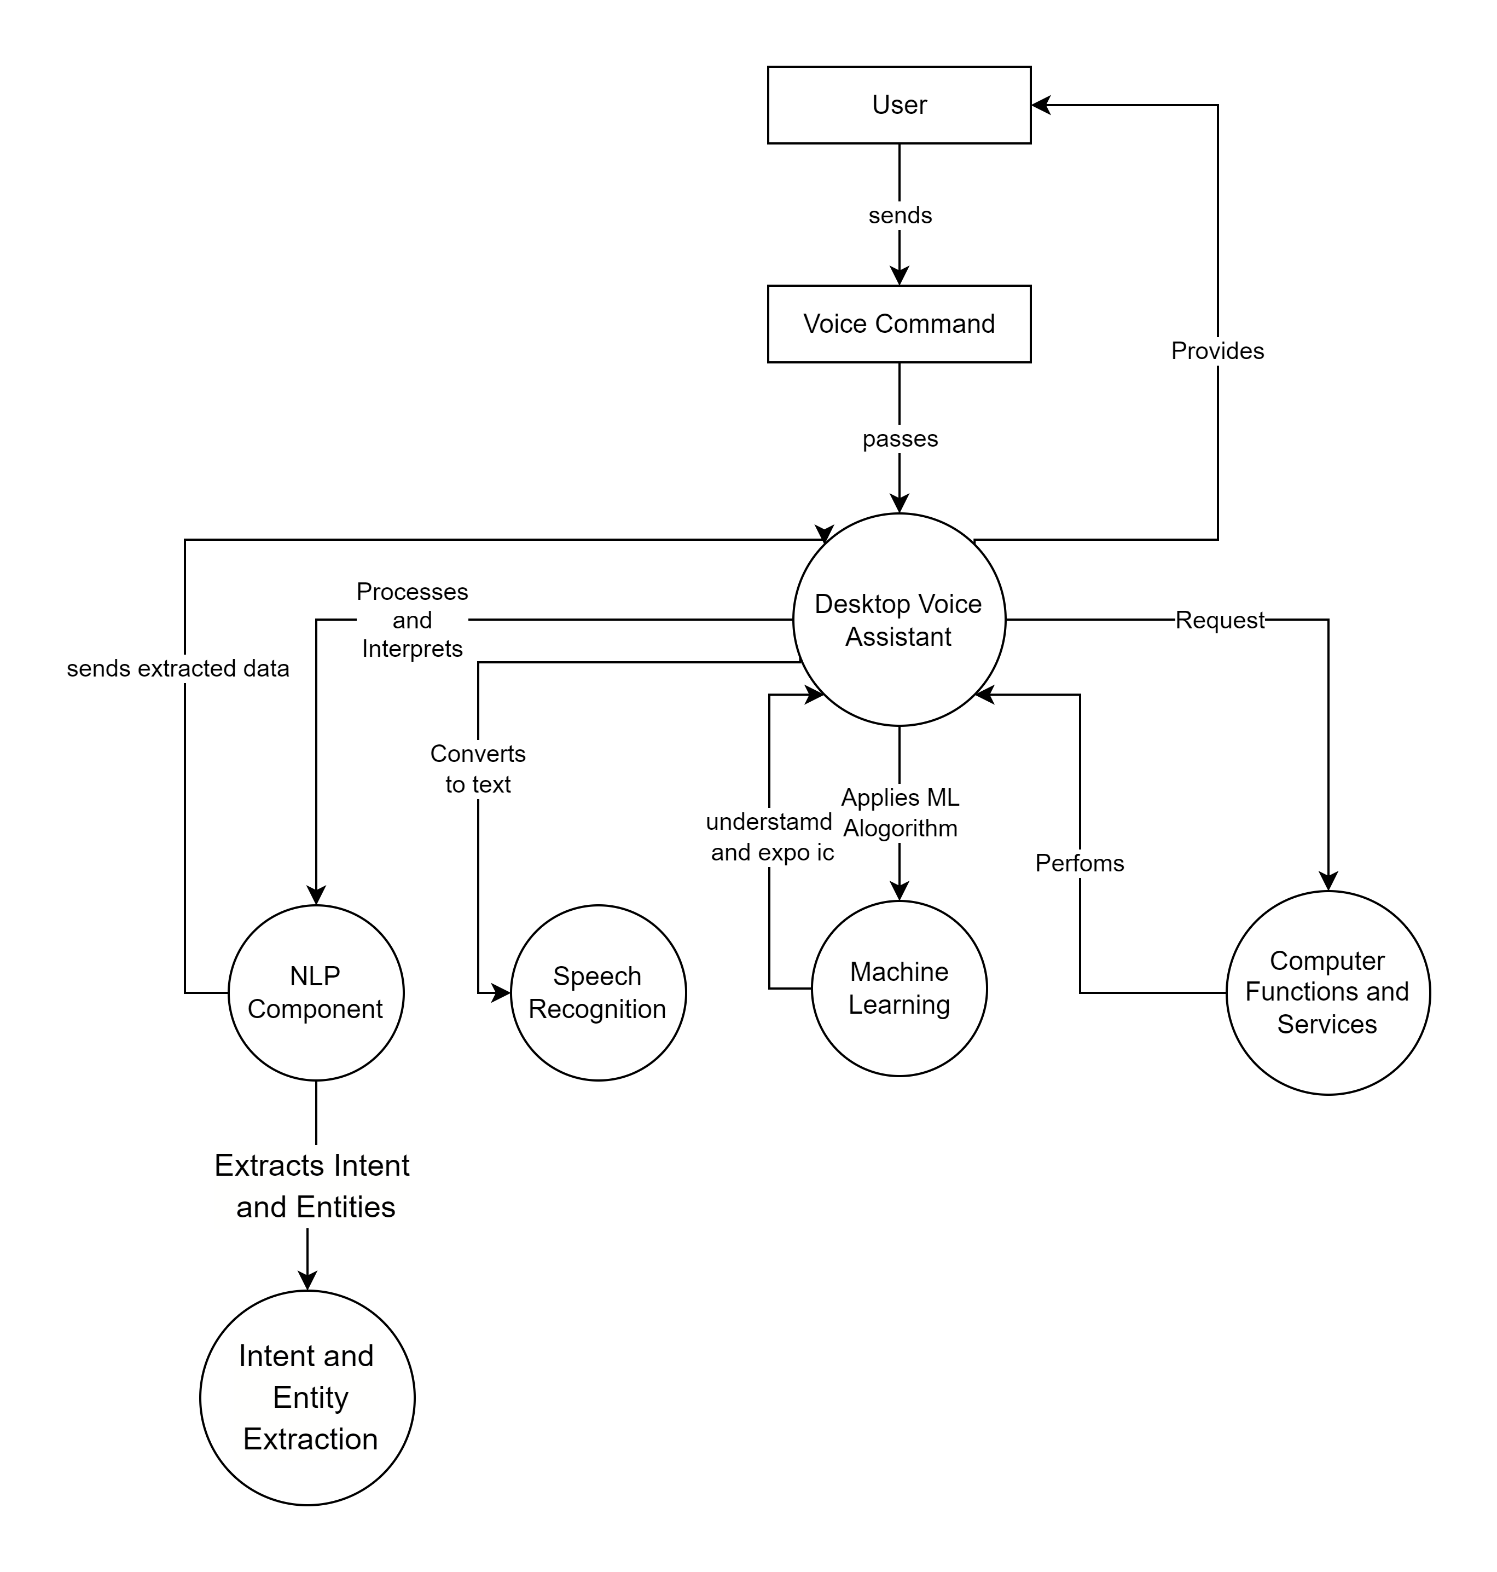 User
sends
Voice Command
Provides
passes
Desktop Voice
Assistant
Processes
and
Interprets
Request
sends extracted data
Converts
to text
Applies ML
Alogorithm
understamd
and expo ic
Perfoms
NLP
Component
Speech
Recognition
Machine
Learning
Computer
Functions and
Services
Extracts Intent
and Entities
Intent and
Entity
Extraction